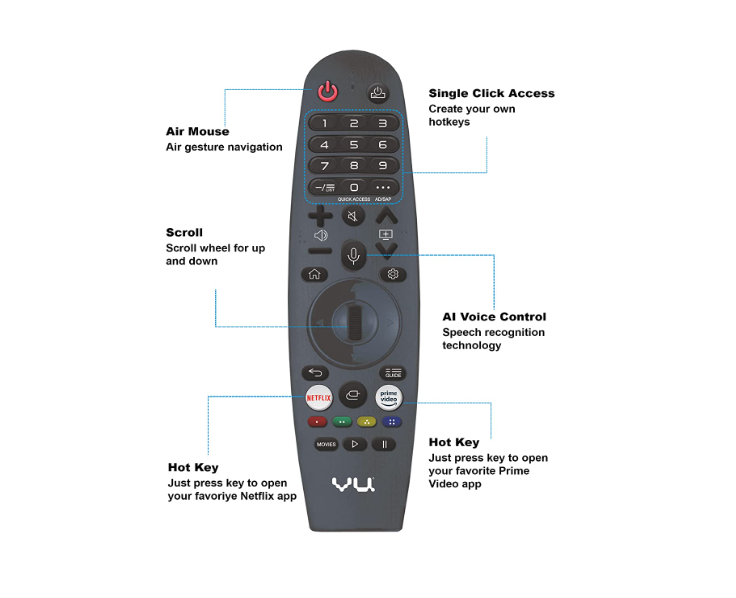 Single Click Access
Create your own
hotkeys
Air Mouse
Air gesture navigation
1 2 3
4 5 6
7 8 9
-/ LIST 0 ...
QUICK ACCESS AD/SAP
Scroll
Scroll wheel for up
and down
AI Voice Control
Speech recognition
technology
GUIDE
NETFLIX
prime
video
MOVIES
Hot Key
Just press key to open
your favorite Prime
Video app
Hot Key
Just press key to open
your favoriye Netflix app
VU